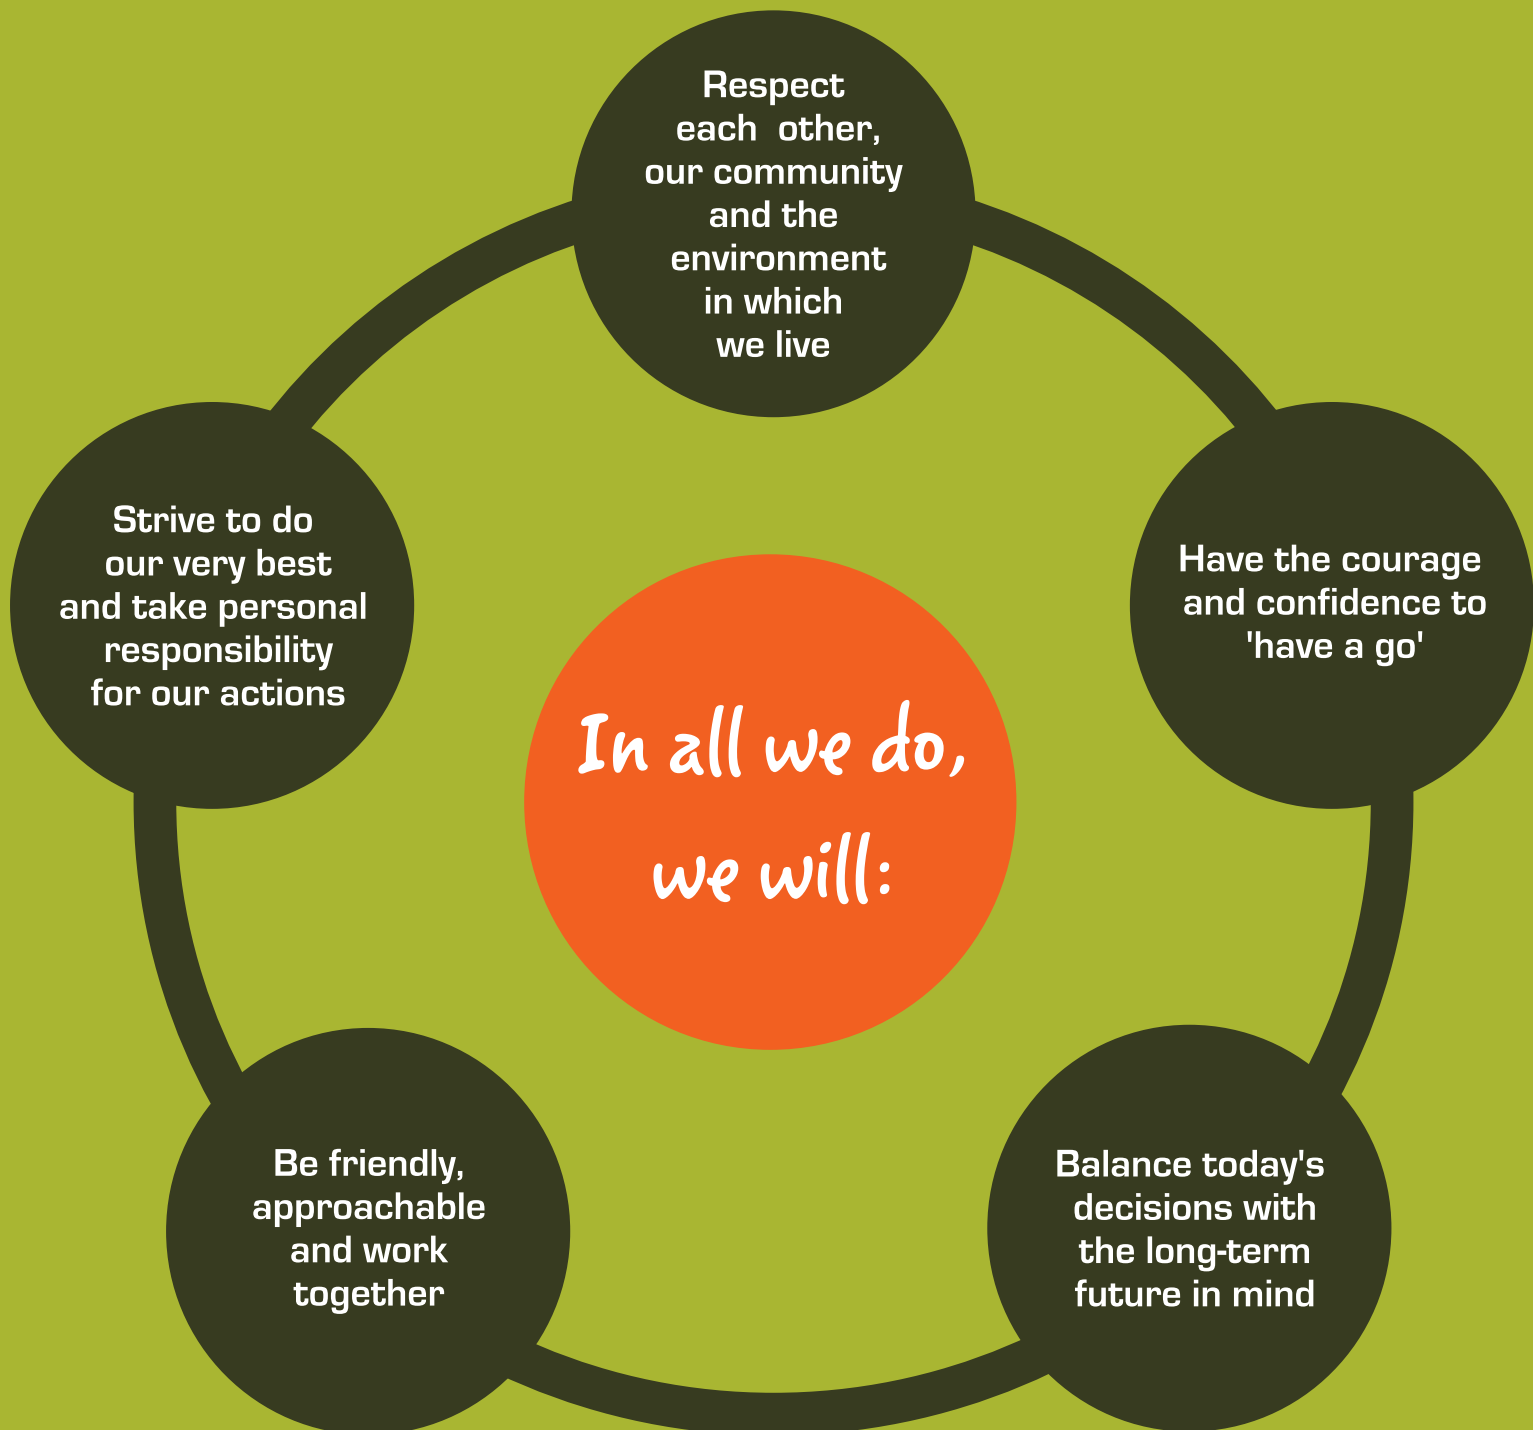 Respect
each other,
our community
and the
environment
in which
we live
Strive to do
our very best
and take personal
responsibility
for our actions
Have the courage
and confidence to
'have a go'
In all we do,
we will:
Be friendly,
approachable
and work
together
Balance today's
decisions with
the long-term
future in mind